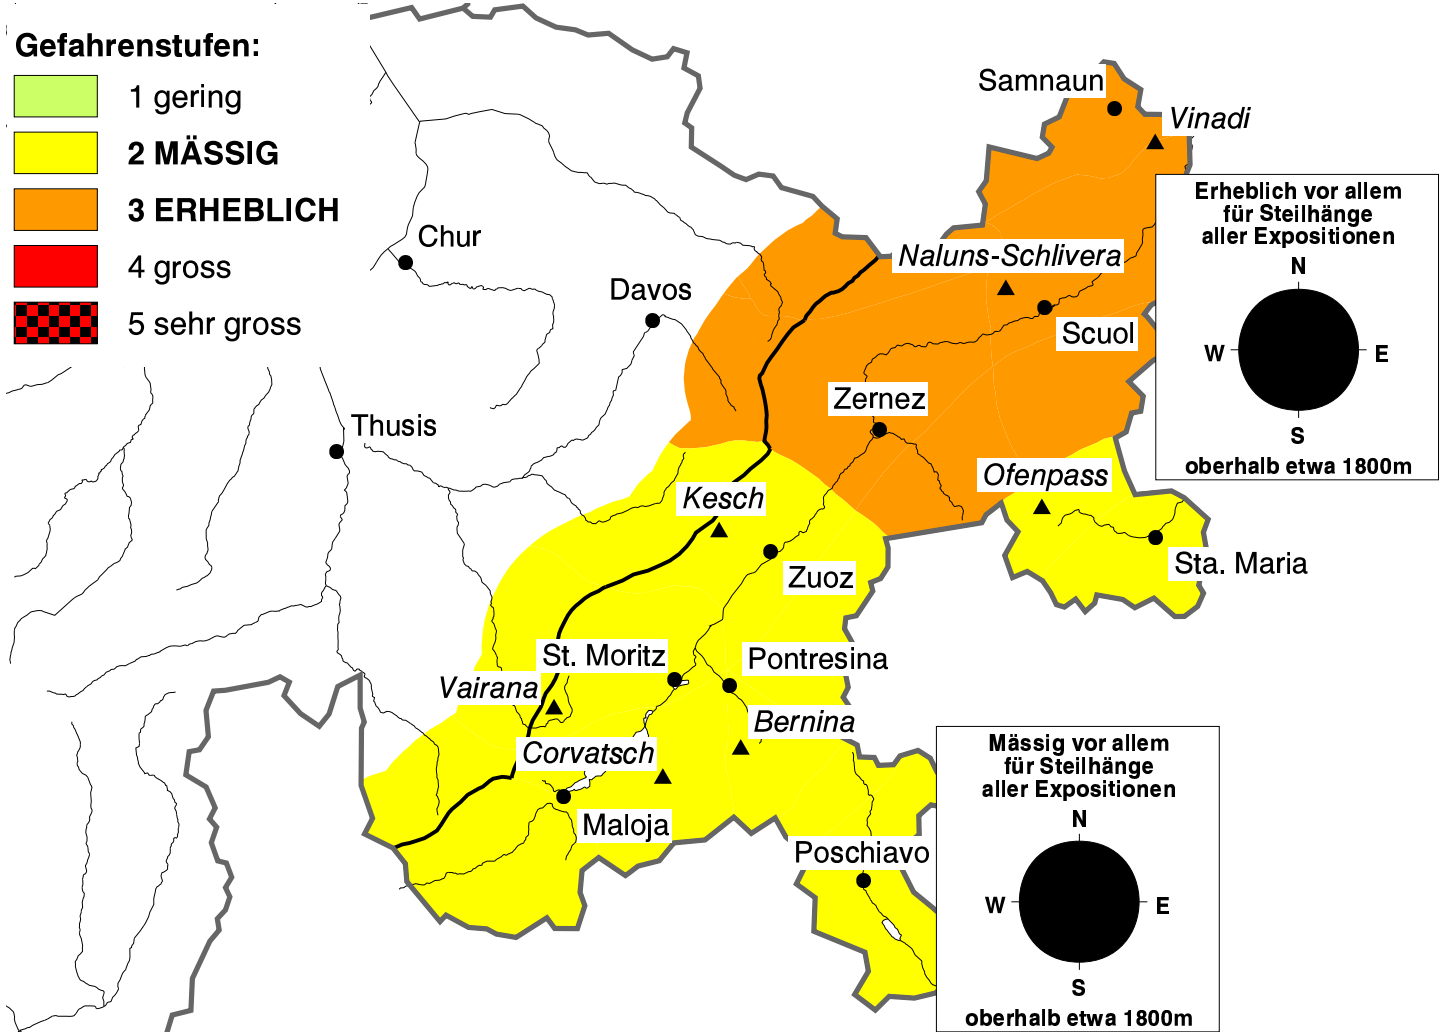 Gefahrenstufen:
1 gering
2 MÄSSIG
3 ERHEBLICH
4 gross
5 sehr gross
Samnaun
Vinadi
Erheblich vor allem
für Steilhänge
aller Expositionen
N
W
E
S
oberhalb etwa 1800m
Chur
Naluns-Schlivera
Davos
Scuol
Zernez
Thusis
Ofenpass
Kesch
Sta. Maria
Zuoz
St. Moritz
Pontresina
Vairana
Bernina
Corvatsch
Maloja
Poschiavo
Mässig vor allem
für Steilhänge
aller Expositionen
N
W
E
S
oberhalb etwa 1800m